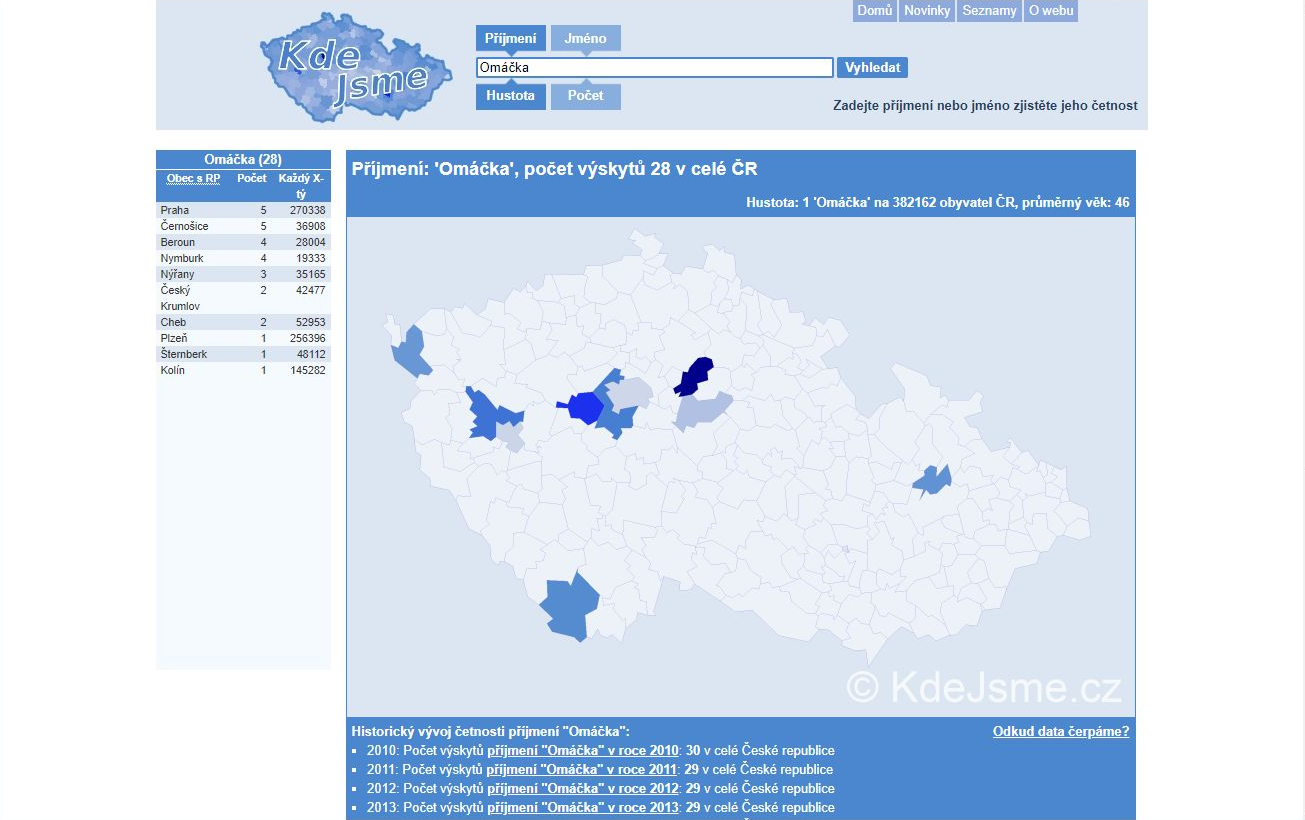 Domů Novinky Seznamy O webu
Kde
Jsme
Příjmení Jméno
Omáčka Vyhledat
Hustota Počet
Zadejte příjmení nebo jméno zjistěte jeho četnost
Omáčka (28)
Obec s RP Počet Každý X-
tý
Praha 5 270338
Černošice 5 36908
Beroun 4 28004
Nymburk 4 19333
Nýřany 3 35165
Český 2 42477
Krumlov
Cheb 2 52953
Plzeň 1 256396
Šternberk 1 48112
Kolín 1 145282
Příjmení: 'Omáčka', počet výskytů 28 v celé ČR
Hustota: 1 'Omáčka' na 382162 obyvatel ČR, průměrný věk: 46
© KdeJsme.cz
Historický vývoj četnosti příjmení "Omáčka": Odkud data čerpáme?
▪ 2010: Počet výskytů příjmení "Omáčka" v roce 2010: 30 v celé České republice
▪ 2011: Počet výskytů příjmení "Omáčka" v roce 2011: 29 v celé České republice
▪ 2012: Počet výskytů příjmení "Omáčka" v roce 2012: 29 v celé České republice
▪ 2013: Počet výskytů příjmení "Omáčka" v roce 2013: 29 v celé České republice